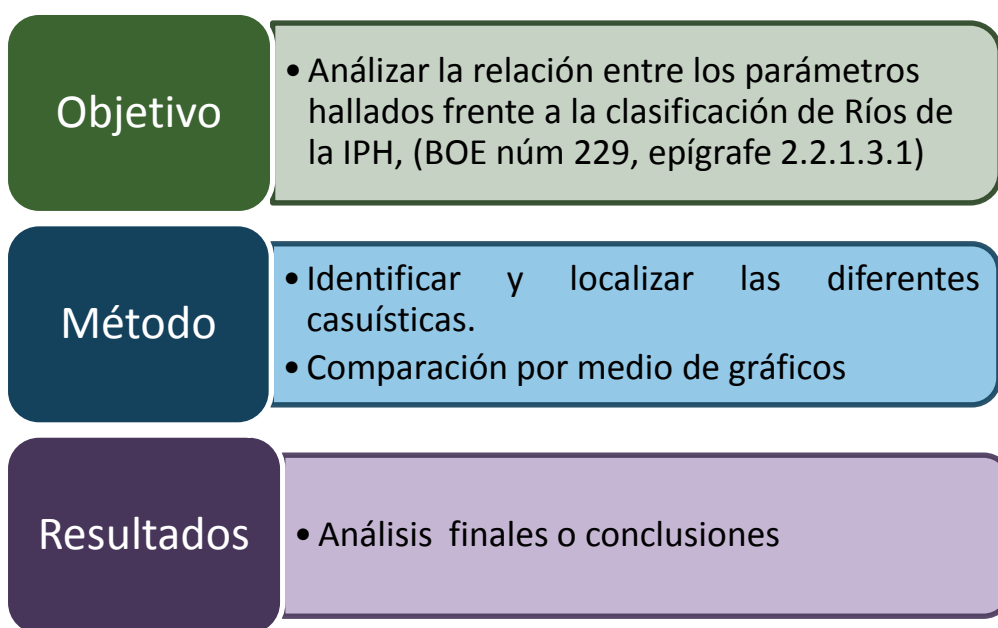 Objetivo
• Análizar la relación entre los parámetros
hallados frente a la clasificación de Ríos de
la IPH, (BOE núm 229, epígrafe 2.2.1.3.1)
Método
• Identificar y localizar las diferentes
casuísticas.
• Comparación por medio de gráficos
Resultados
• Análisis finales o conclusiones